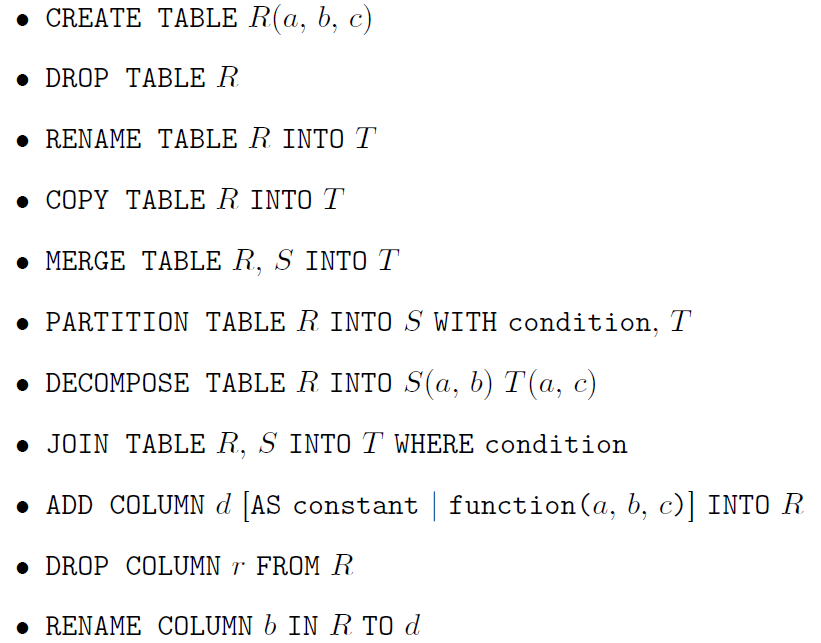 • CREATE TABLE R(a, b, c)
• DROP TABLE R
• RENAME TABLE R INTO T
• COPY TABLE R INTO T
• MERGE TABLE R, S INTO T
• PARTITION TABLE R INTO S WITH condition, T
• DECOMPOSE TABLE R INTO S(a, b) T(a, c)
• JOIN TABLE R, S INTO T WHERE condition
• ADD COLUMN d [AS constant | function(a, b, c)] INTO R
• DROP COLUMN r FROM R
• RENAME COLUMN b IN R TO d